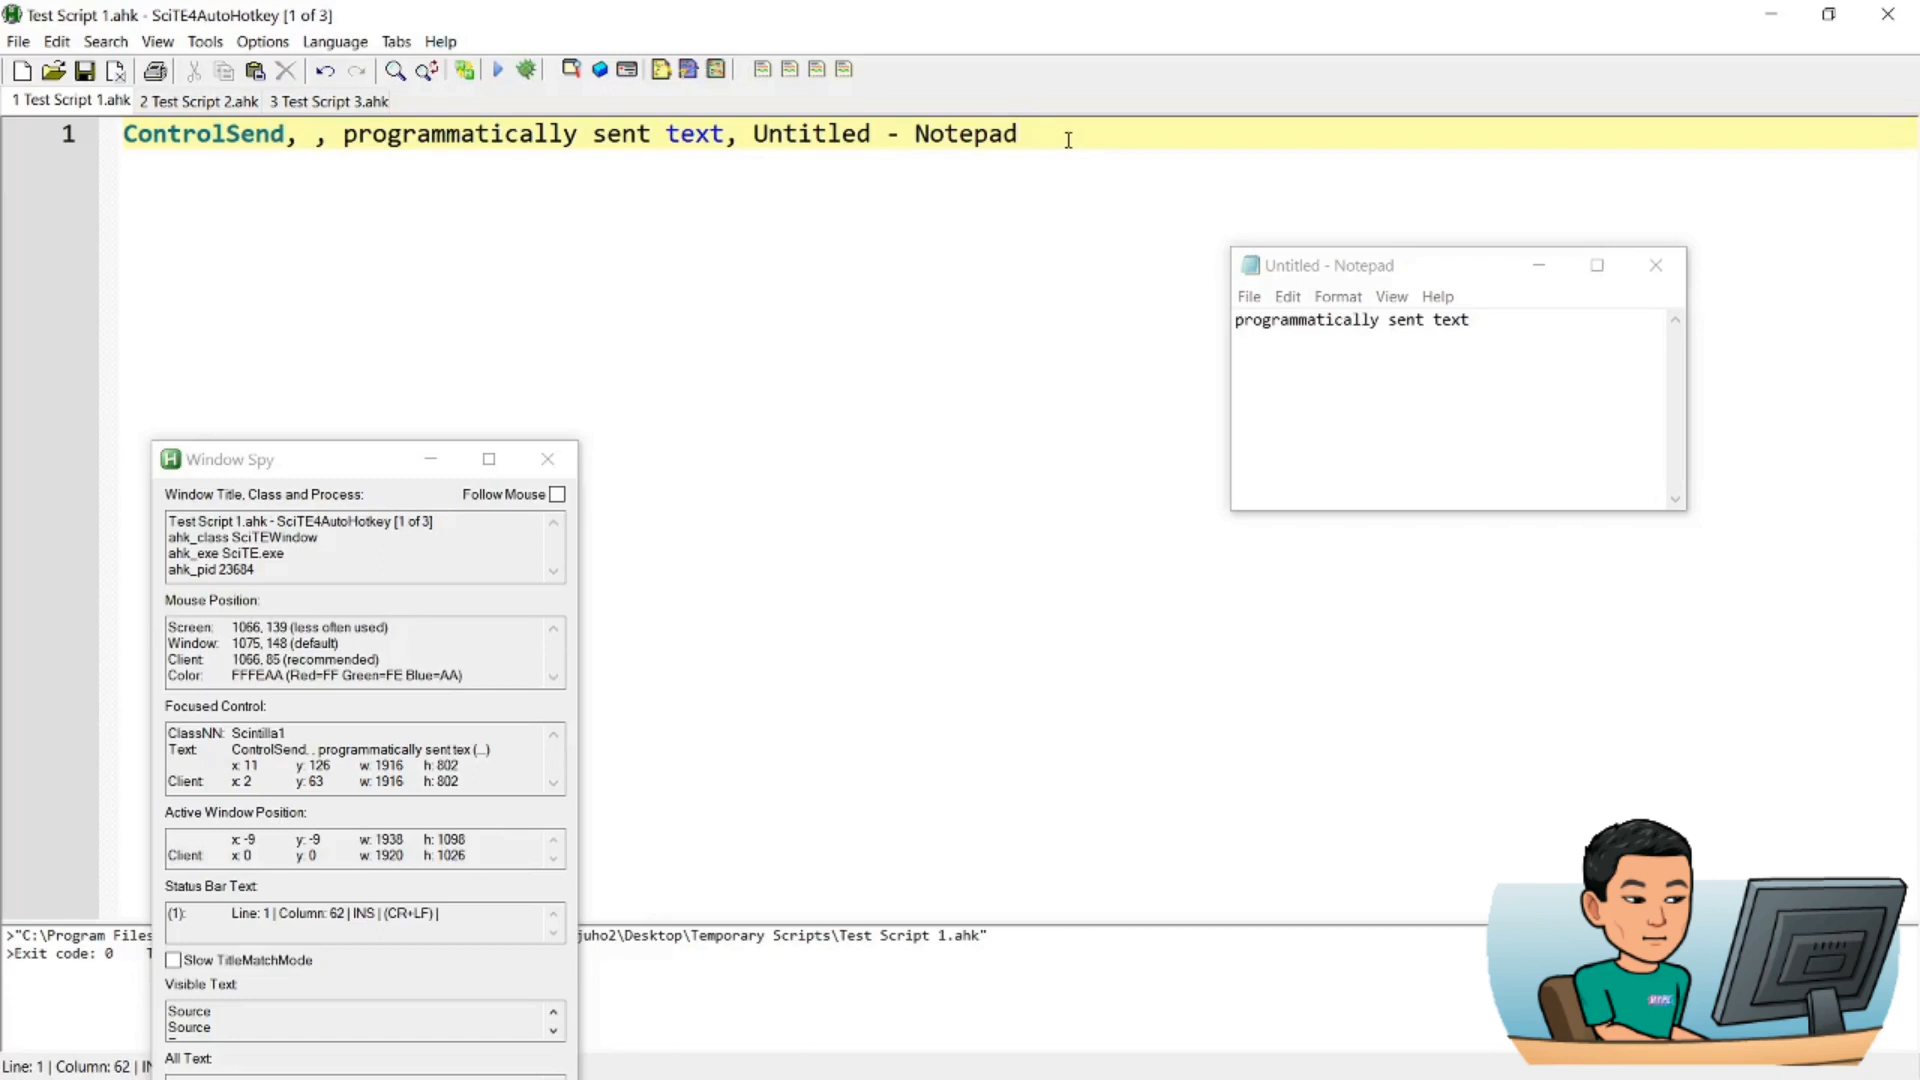 Test Script 1.ahk - SciTE4AutoHotkey [1 of 3]
File Edit Search View Tools Options Language Tabs Help
1 Test Script 1.ahk 2 Test Script 2.ahk 3 Test Script 3.ahk
1 ControlSend, , programmatically sent text, Untitled - Notepad
Untitled - Notepad
File Edit Format View Help
programmatically sent text
Window Spy
Window Title, Class and Process: Follow Mouse
Test Script 1.ahk - SciTE4AutoHotkey [1 of 3]
ahk_class SciTEWindow
ahk_exe SciTE.exe
ahk_pid 23684
Mouse Position:
Screen: 1066, 139 (less often used)
Window: 1075, 148 (default)
Client: 1066, 85 (recommended)
Color: FFFEAA (Red=FF Green=FE Blue=AA)
Focused Control:
ClassNN: Scintilla1
Text: ControlSend, , programmatically sent tex (...)
x: 11 y: 126 w: 1916 h: 802
Client: x: 2 y: 63 w: 1916 h: 802
Active Window Position:
x: -9 y: -9 w: 1938 h: 1098
Client: x: 0 y: 0 w: 1920 h: 1026
Status Bar Text:
(1): Line: 1 | Column: 62 | INS | (CR+LF) |
Slow TitleMatchMode
Visible Text:
Source
Source
All Text:
>"C:\Program Files juho2\Desktop\Temporary Scripts\Test Script 1.ahk"
>Exit code: 0 T
Line: 1 | Column: 62 | IN